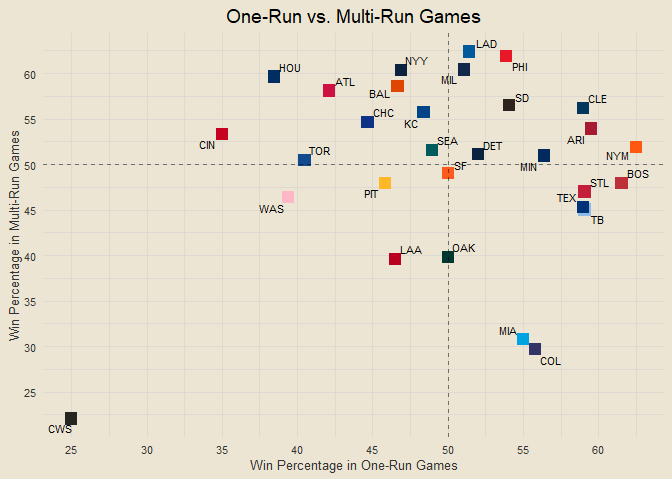 One-Run vs. Multi-Run Games
LAD
NYY
PHI
HOU
MIL
ATL
BAL
SD
CLE
CHC
KC
ARI
CIN
SEA
DET
NYM
TOR
MIN
SF
BOS
PIT
STL
WAS
TEX
TB
LAA
OAK
MIA
COL
CWS
60
55
50
45
40
35
30
25
Win Percentage in Multi-Run Games
25 30 35 40 45 50 55 60
Win Percentage in One-Run Games